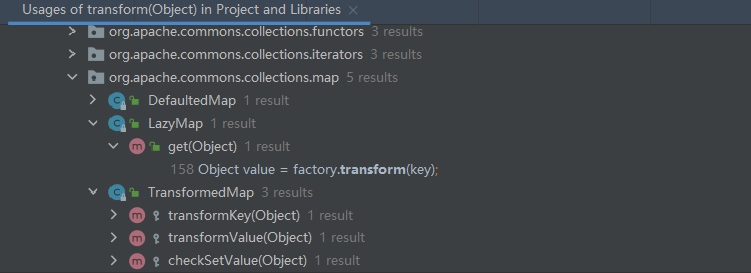 Usages of transform(Object) in Project and Libraries
org.apache.commons.collections.functors 3 results
org.apache.commons.collections.iterators 3 results
org.apache.commons.collections.map 5 results
DefaultedMap 1 result
LazyMap 1 result
get(Object) 1 result
158 Object value = factory.transform(key);
TransformedMap 3 results
transformKey(Object) 1 result
transformValue(Object) 1 result
checkSetValue(Object) 1 result